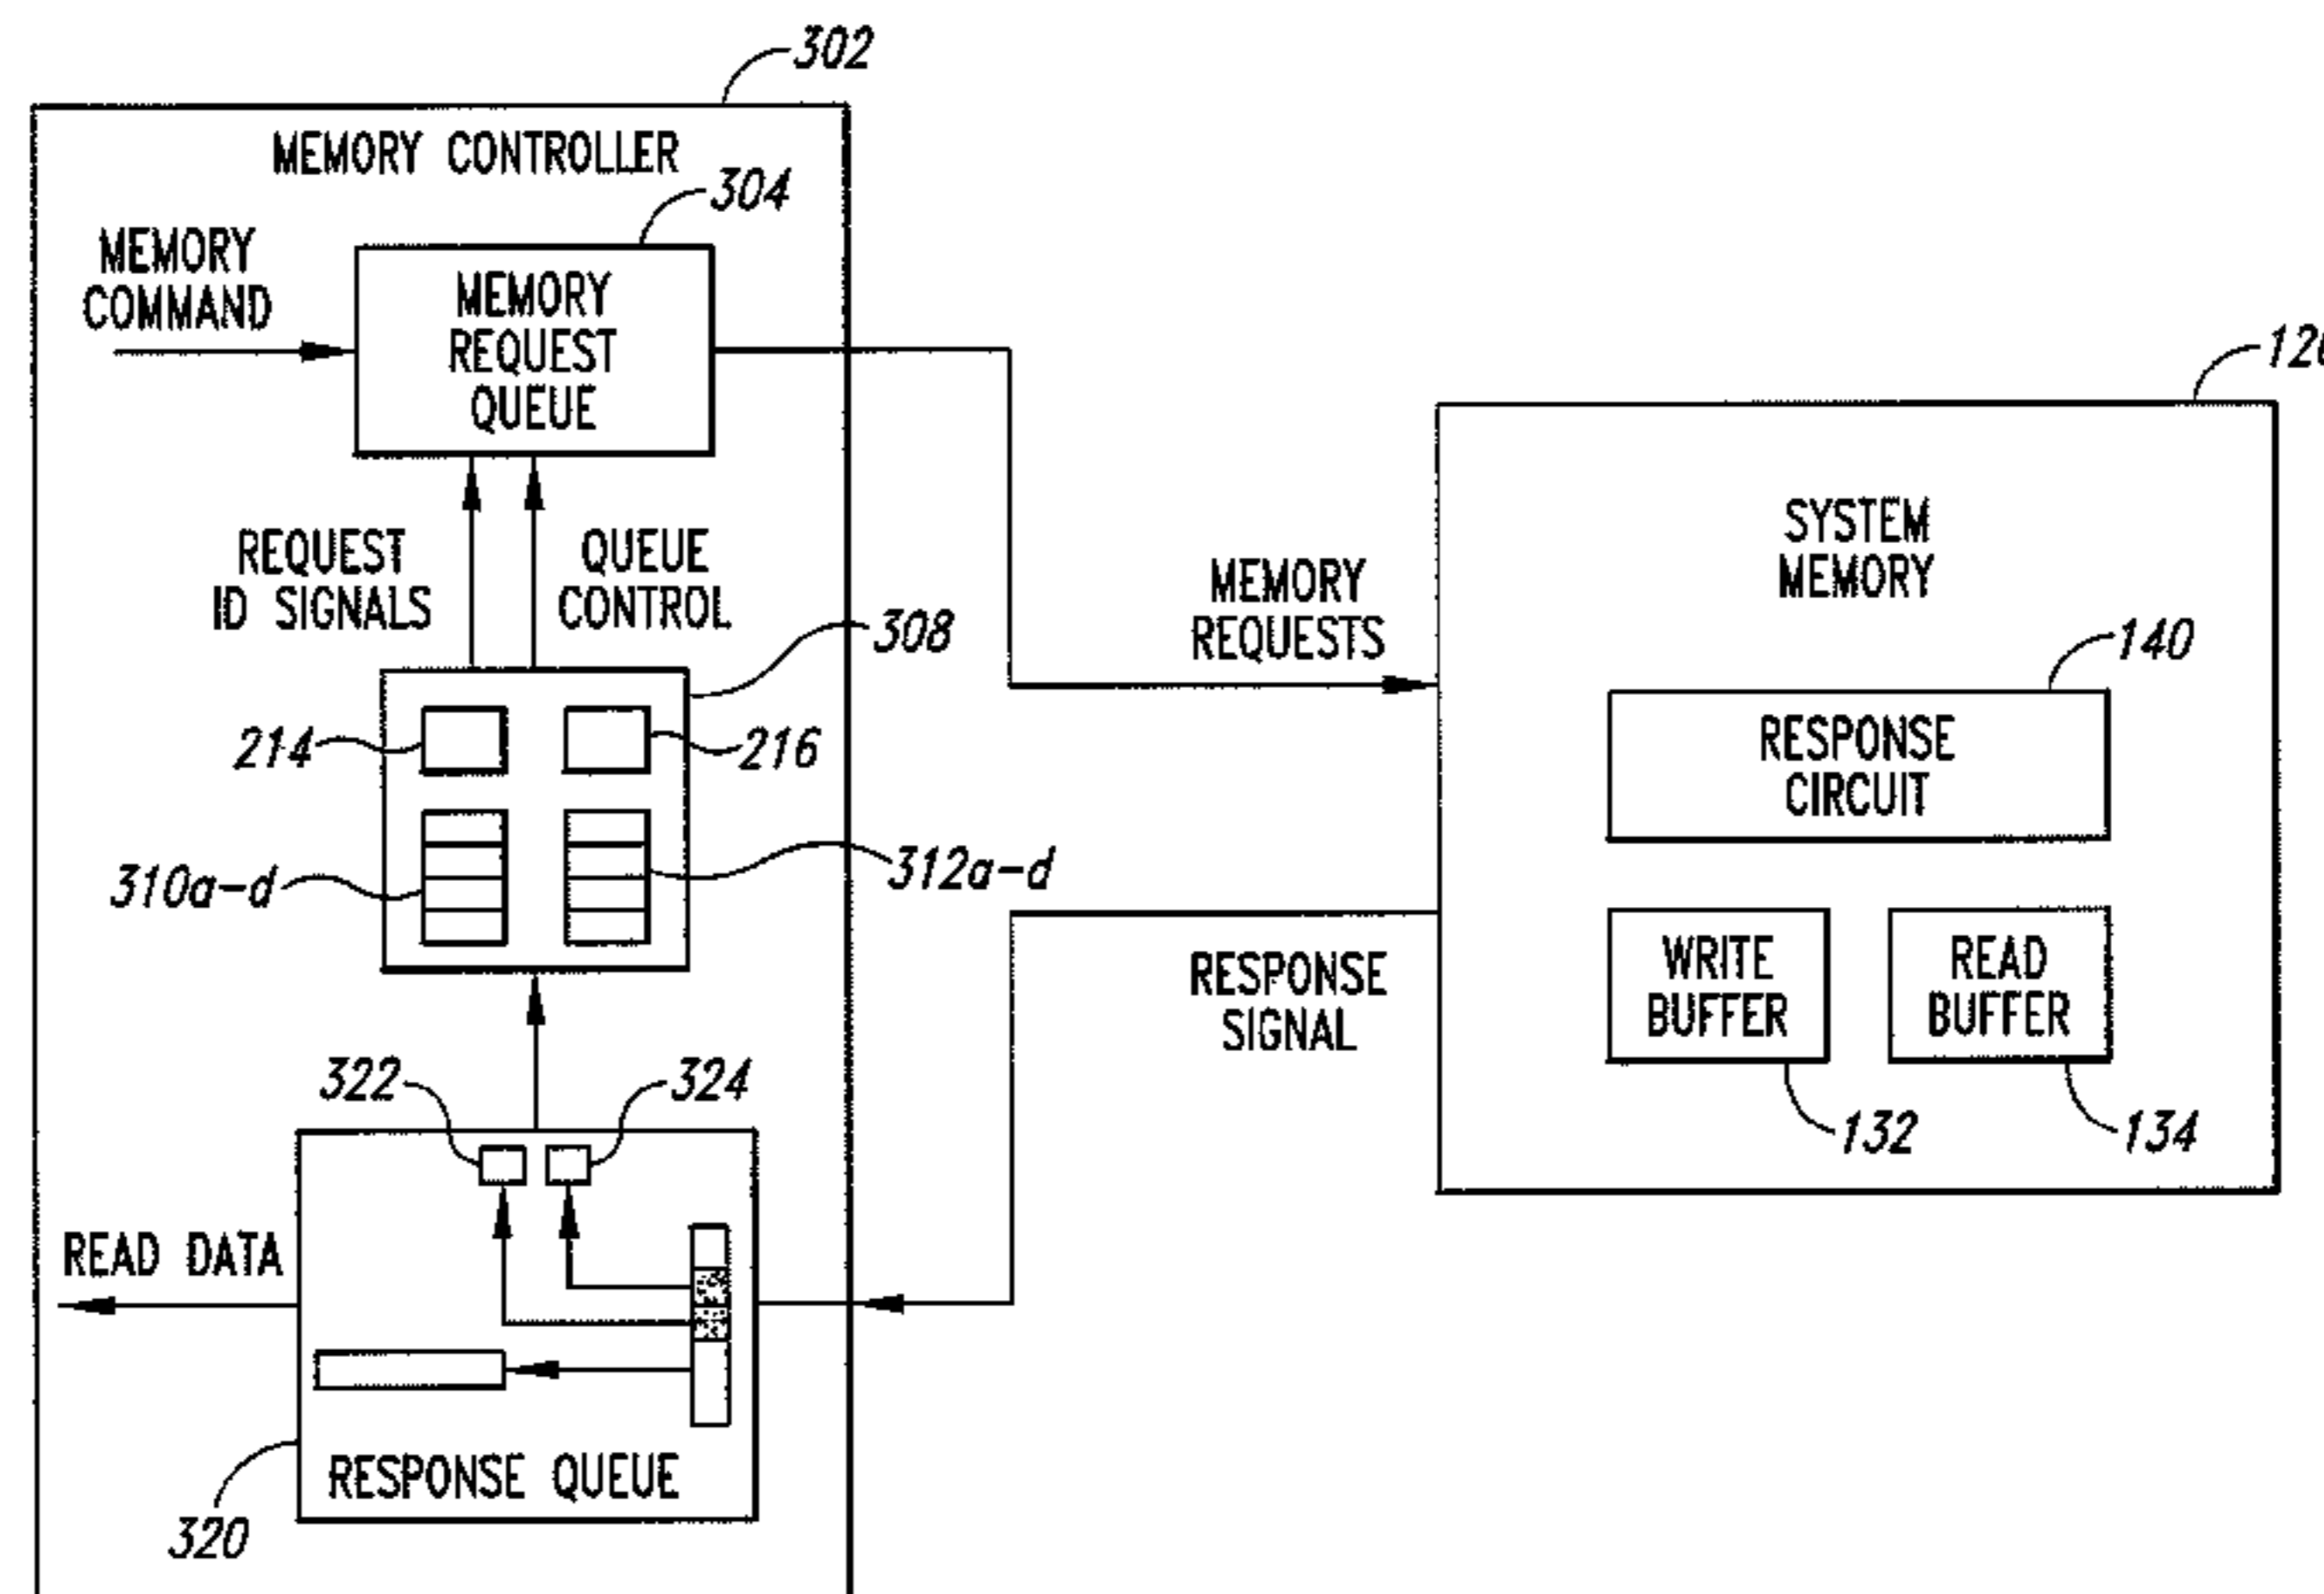 302
MEMORY CONTROLLER
304
MEMORY
COMMAND
MEMORY
REQUEST
QUEUE
REQUEST
ID SIGNALS
QUEUE
CONTROL
308
214
216
310a-d
312a-d
322
324
READ DATA
RESPONSE QUEUE
320
MEMORY
REQUESTS
RESPONSE
SIGNAL
SYSTEM
MEMORY
140
RESPONSE
CIRCUIT
WRITE
BUFFER
READ
BUFFER
132
134